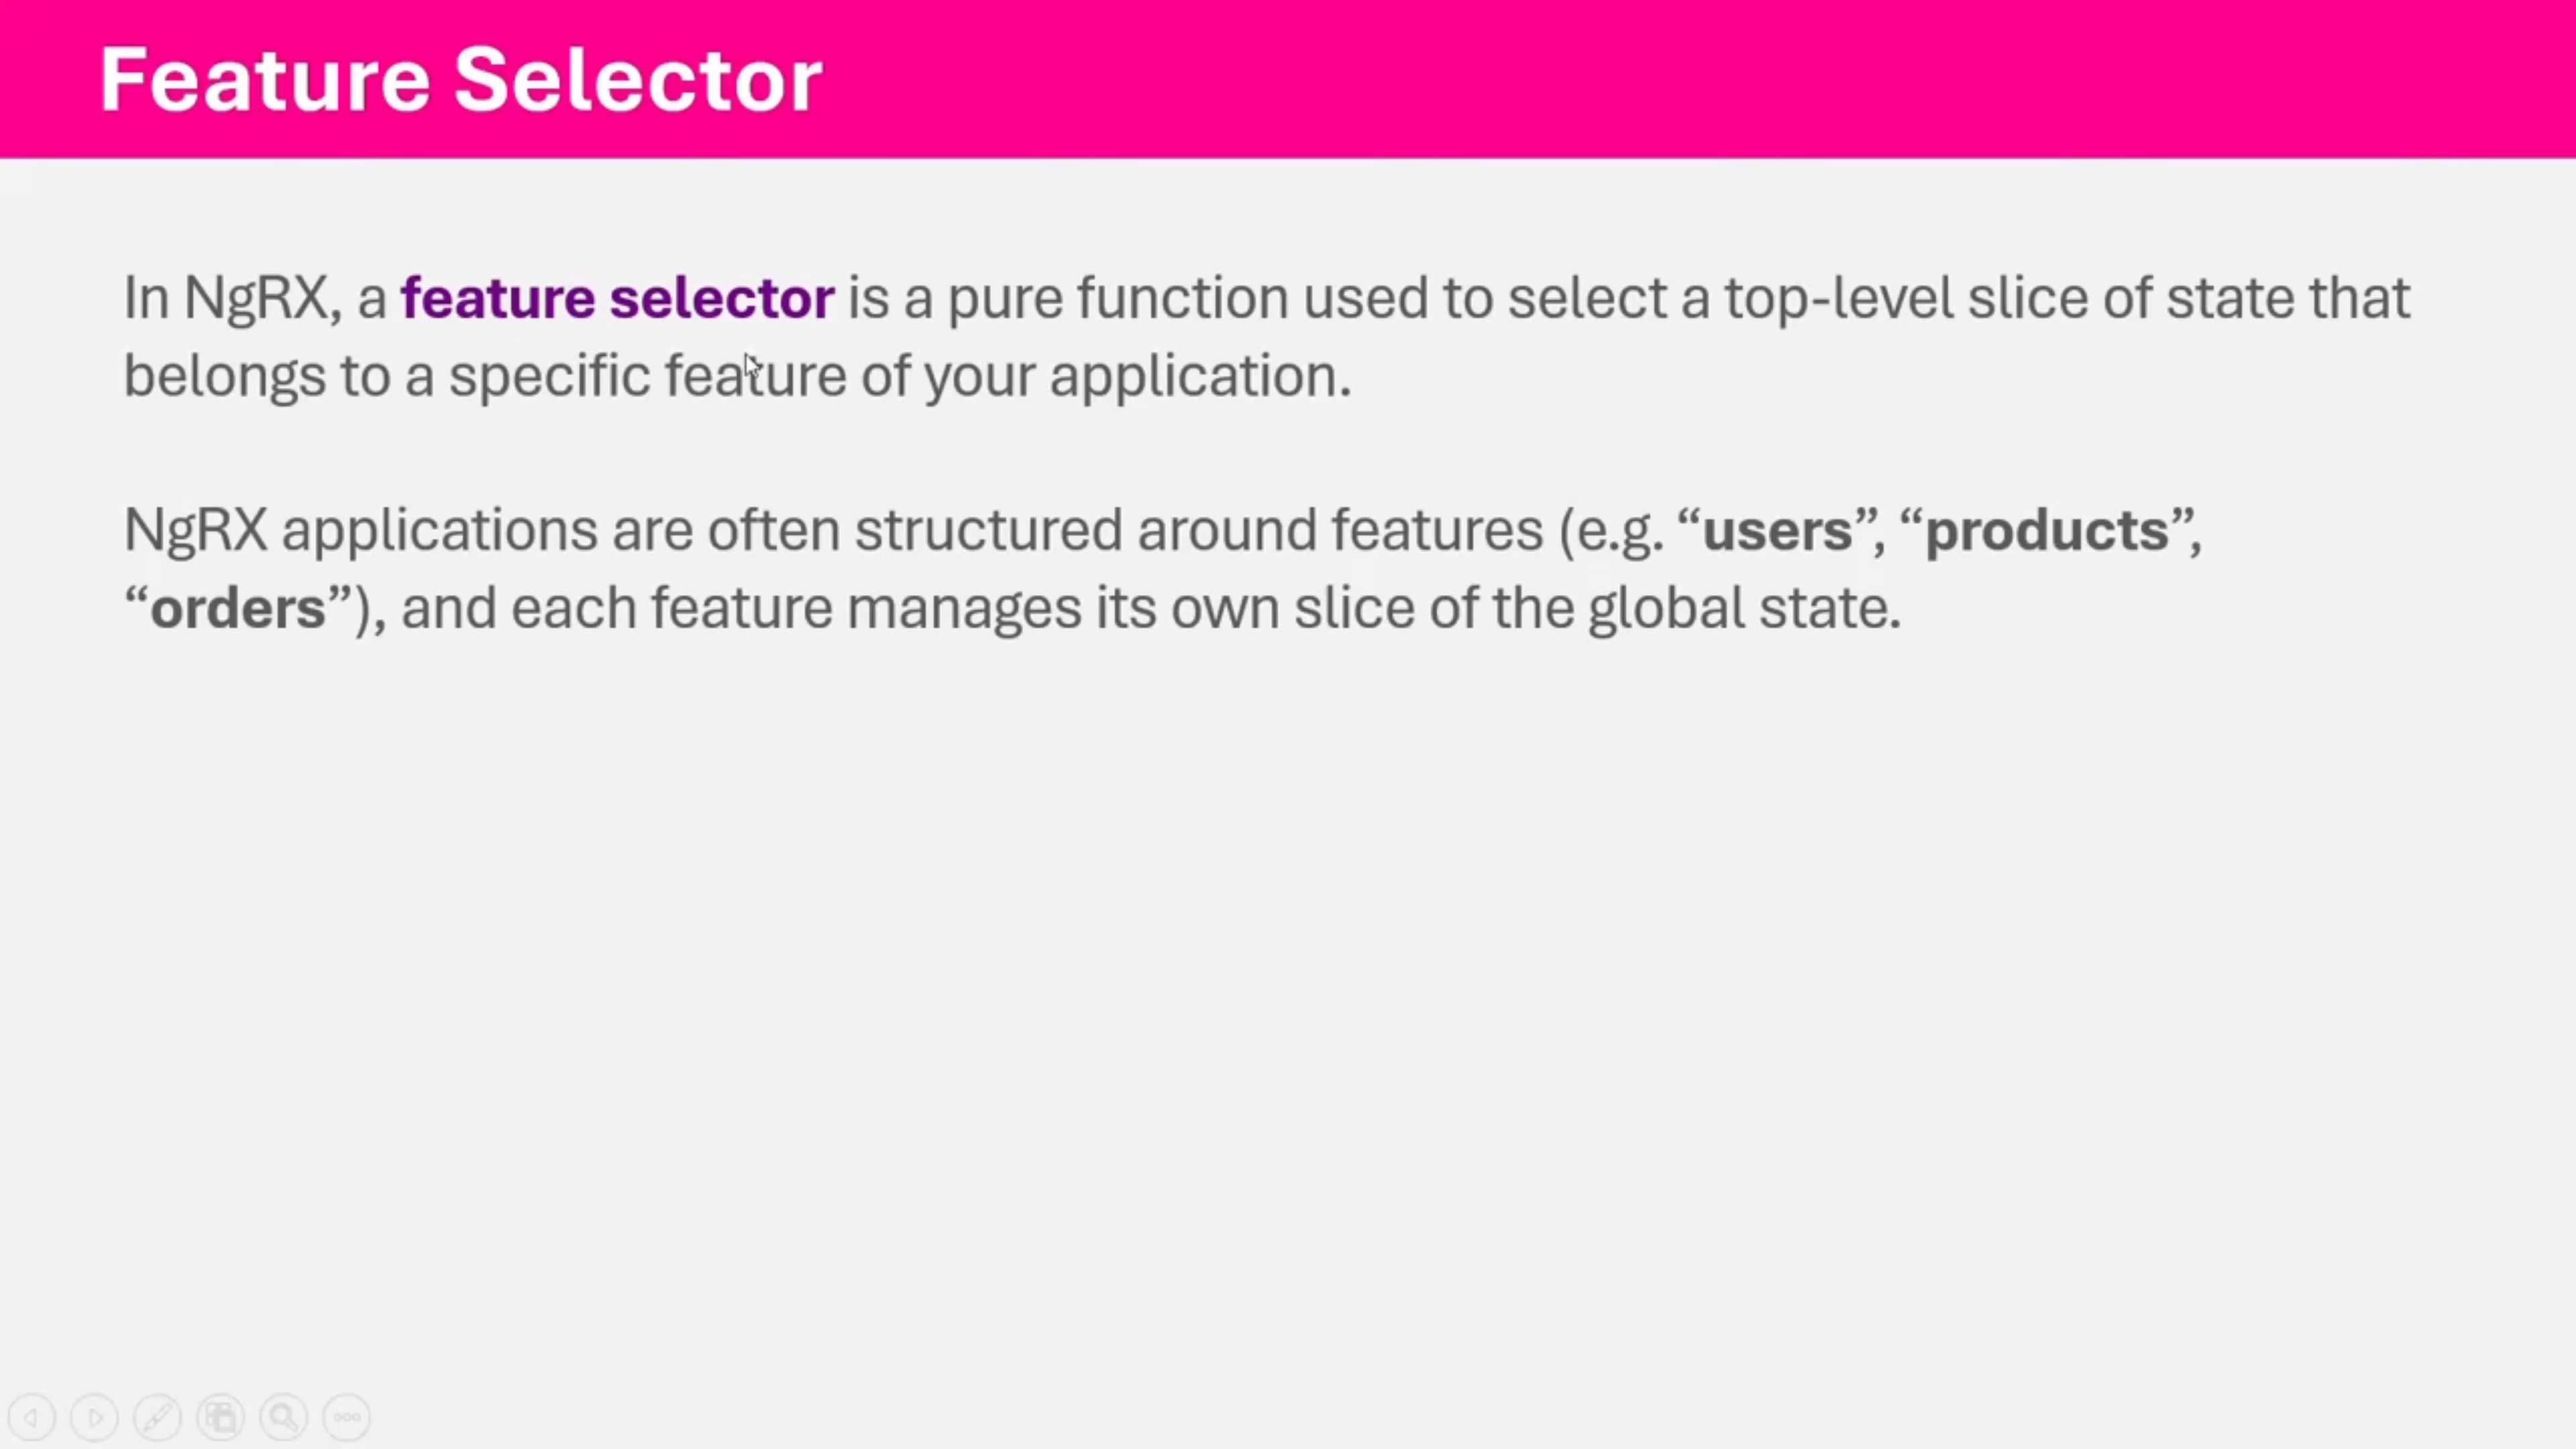 Feature Selector
In NgRX, a feature selector is a pure function used to select a top-level slice of state that
belongs to a specific feature of your application.
NgRX applications are often structured around features (e.g. “users”, “products”,
“orders”), and each feature manages its own slice of the global state.